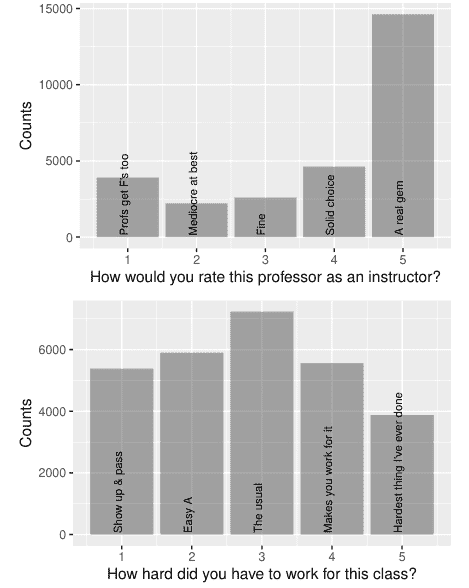 15000
10000
5000
0
Counts
Profs get F's too
Mediocre at best
Fine
Solid choice
A real gem
1 2 3 4 5
How would you rate this professor as an instructor?
6000
4000
2000
0
Counts
Show up & pass
Easy A
The usual
Makes you work for it
Hardest thing I've ever done
1 2 3 4 5
How hard did you have to work for this class?